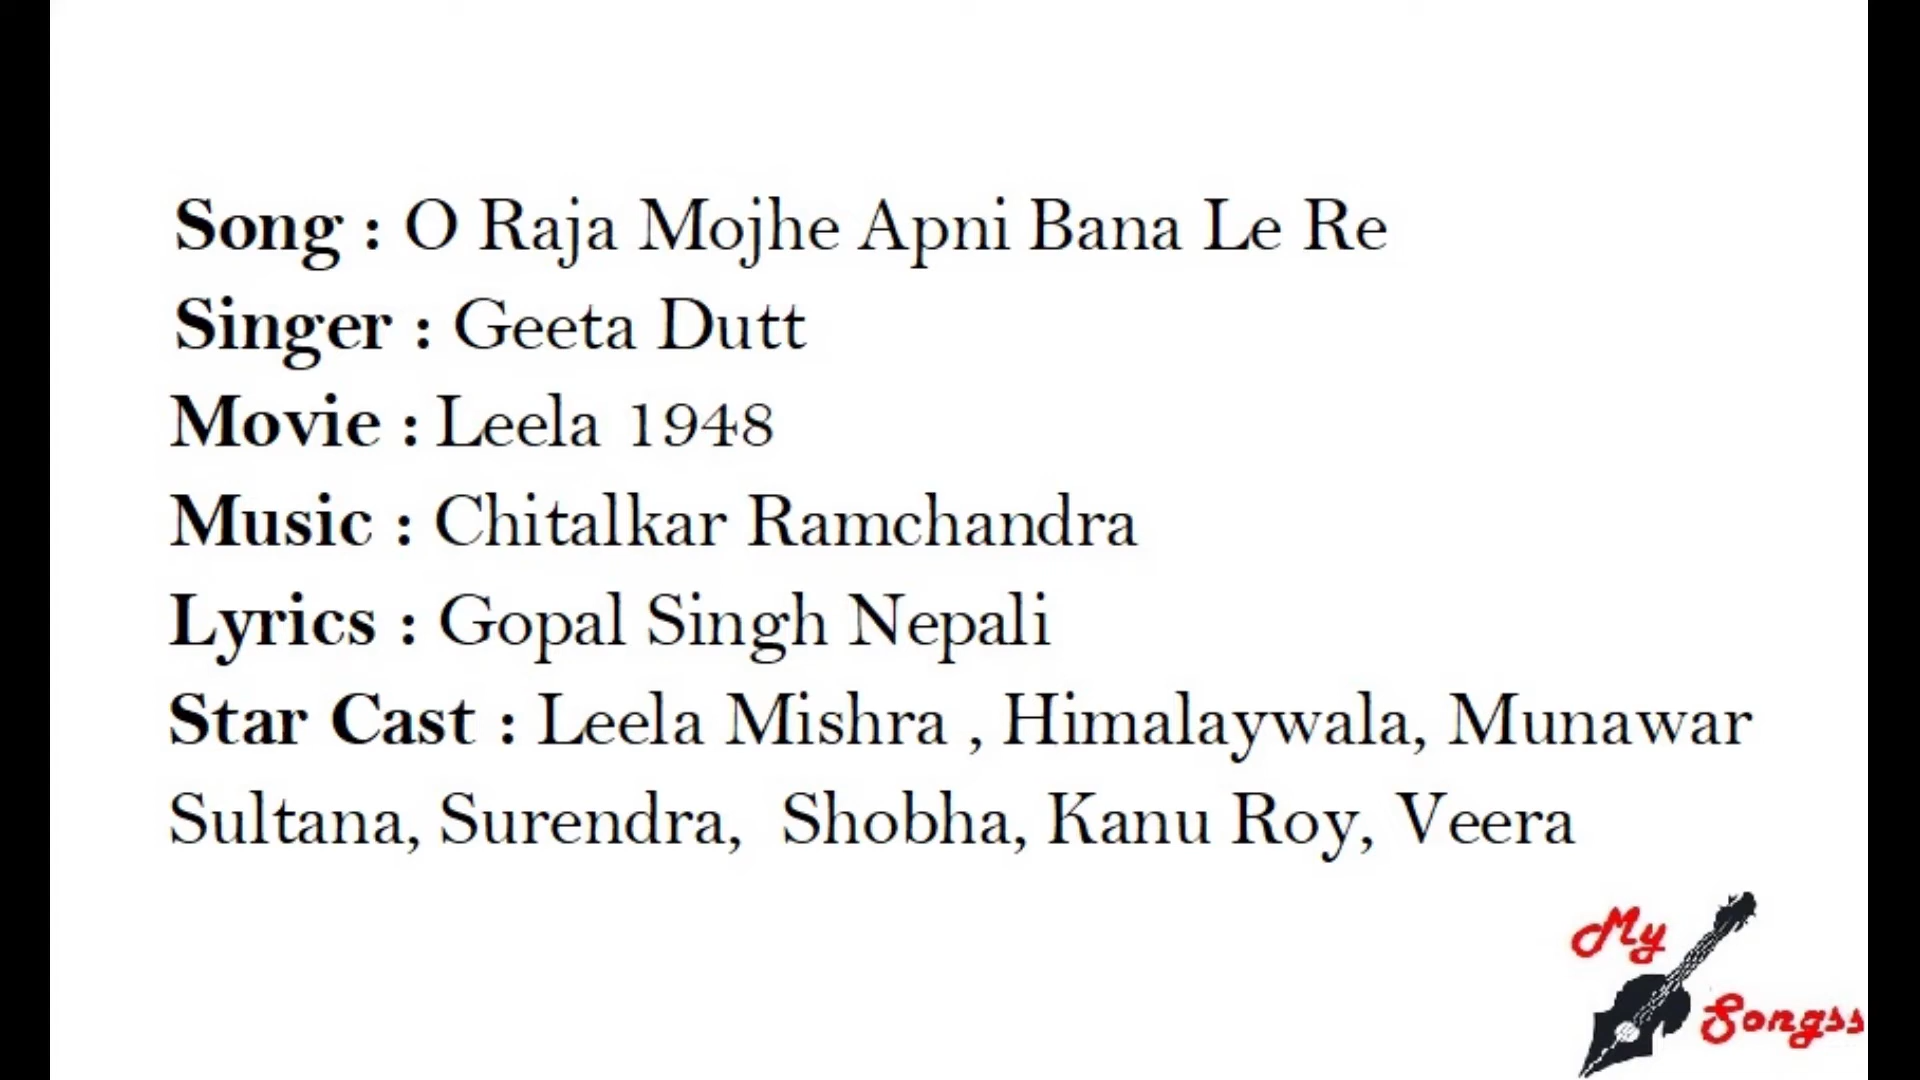 Song : O Raja Mojhe Apni Bana Le Re
Singer : Geeta Dutt
Movie : Leela 1948
Music : Chitalkar Ramchandra
Lyrics : Gopal Singh Nepali
Star Cast : Leela Mishra , Himalaywala, Munawar
Sultana, Surendra,  Shobha, Kanu Roy, Veera
My
Songss